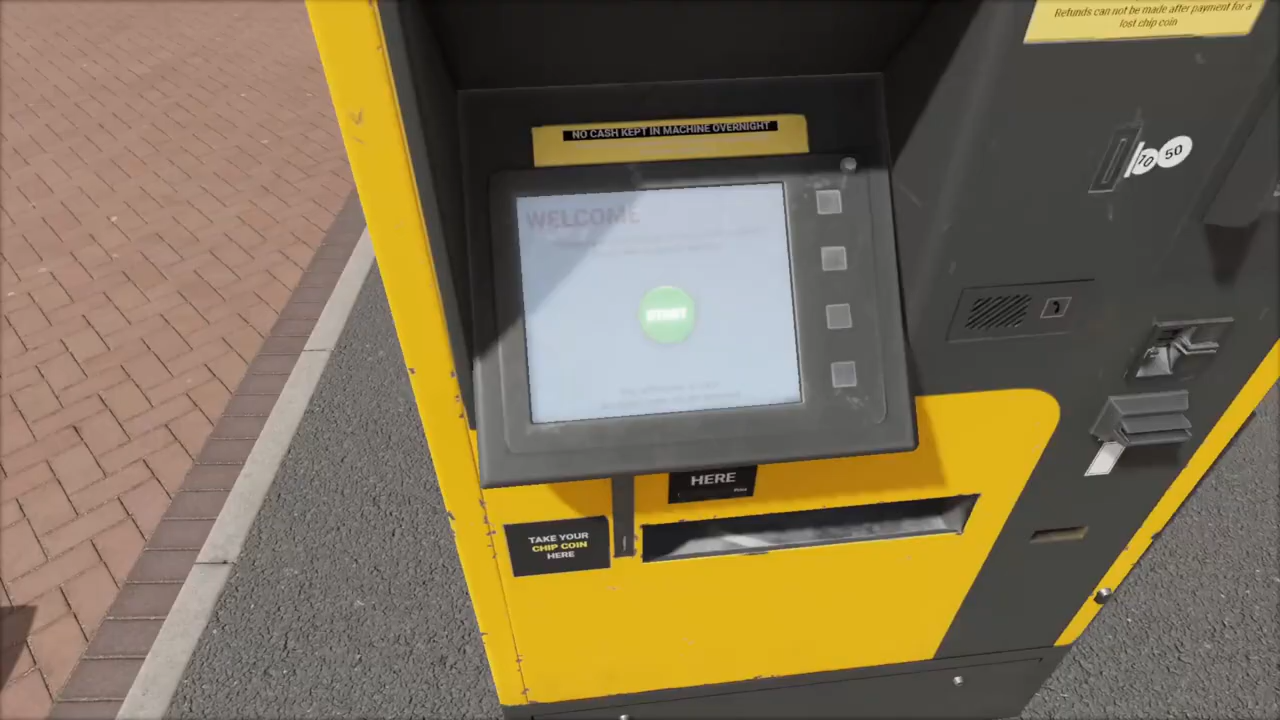 Refunds can not be made after payment for a
lost chip coin
NO CASH KEPT IN MACHINE OVERNIGHT
10 50
WELCOME
START
HERE
TAKE YOUR
CHIP COIN
HERE